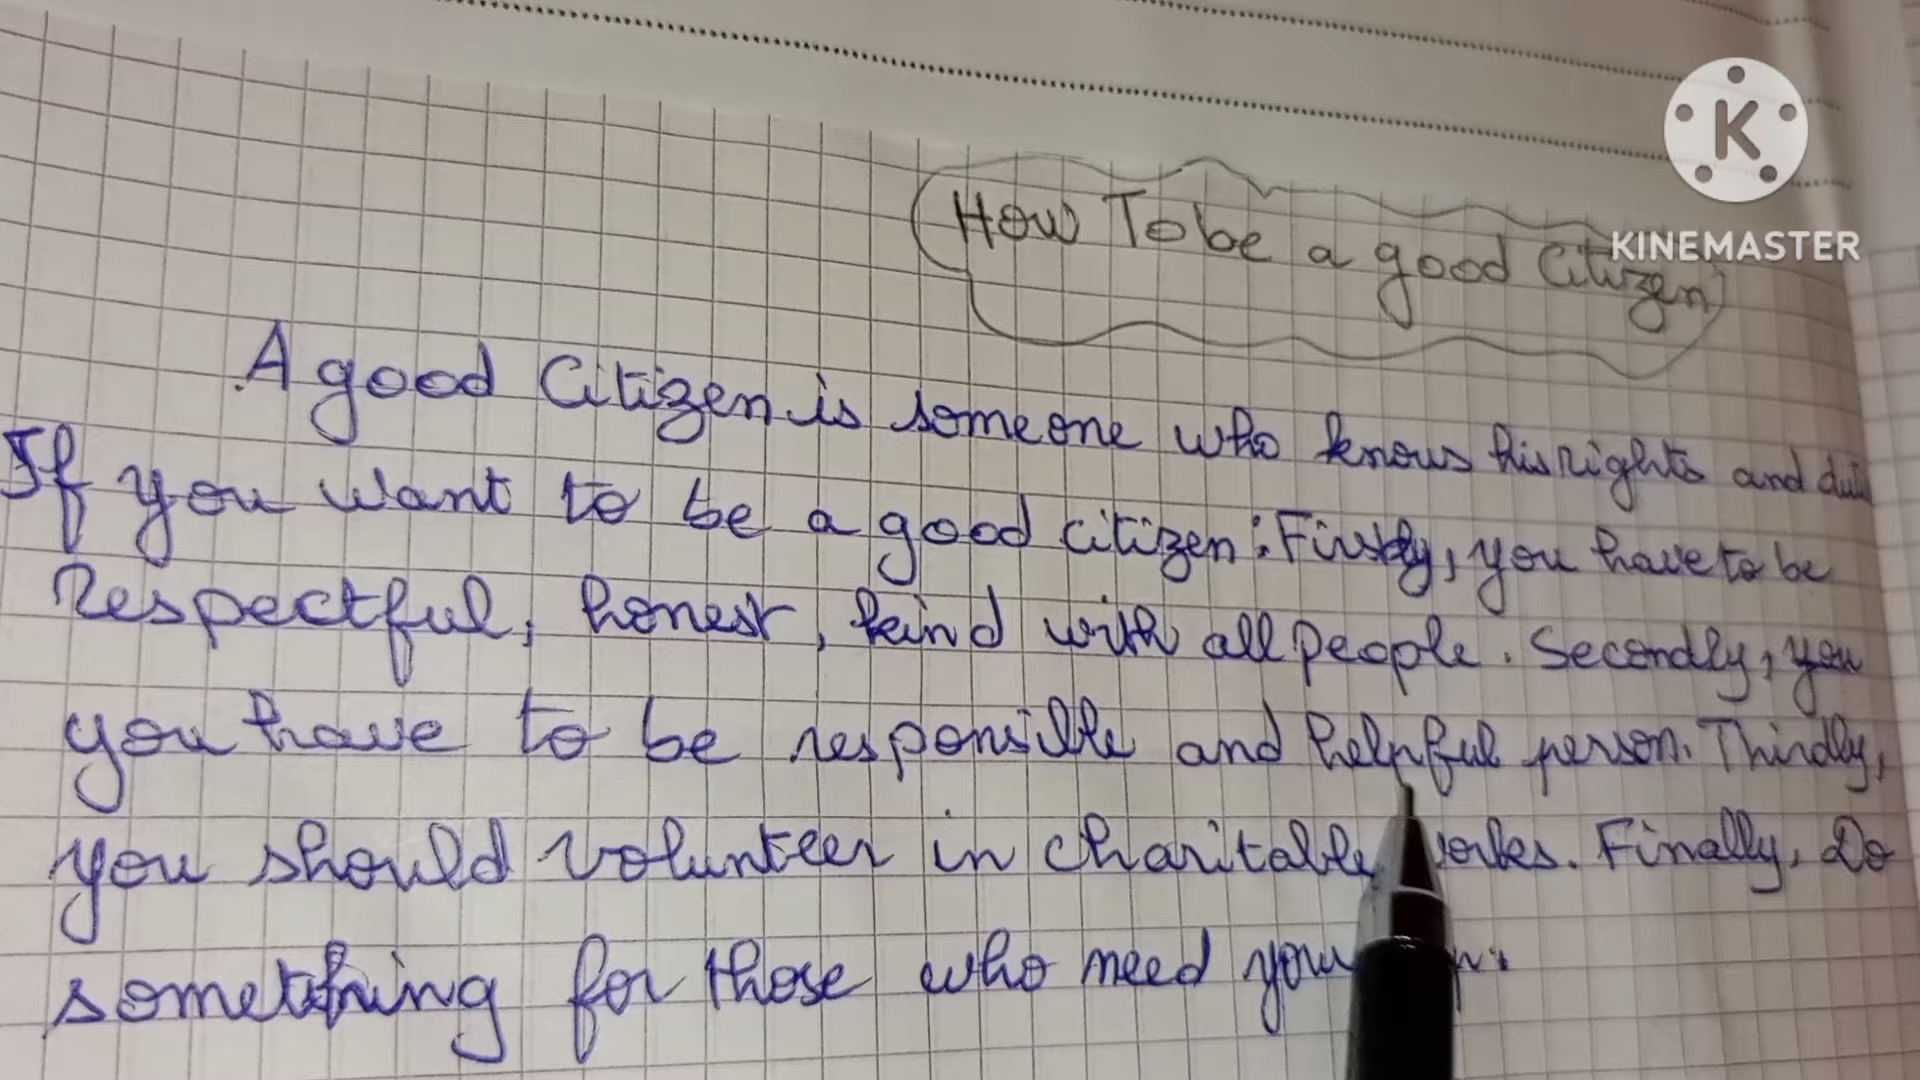 KINEMASTER
How To be a good Citizen
A good Citizen is someone who knows his rights and
If you want to be a good citizen : Firstly, you have to be
Respectful, honest, kind with all people. Secondly, you
you have to be responsible and helpful person. Thirdly,
you should volunteer in charitable. Finally, Do
something for those who need